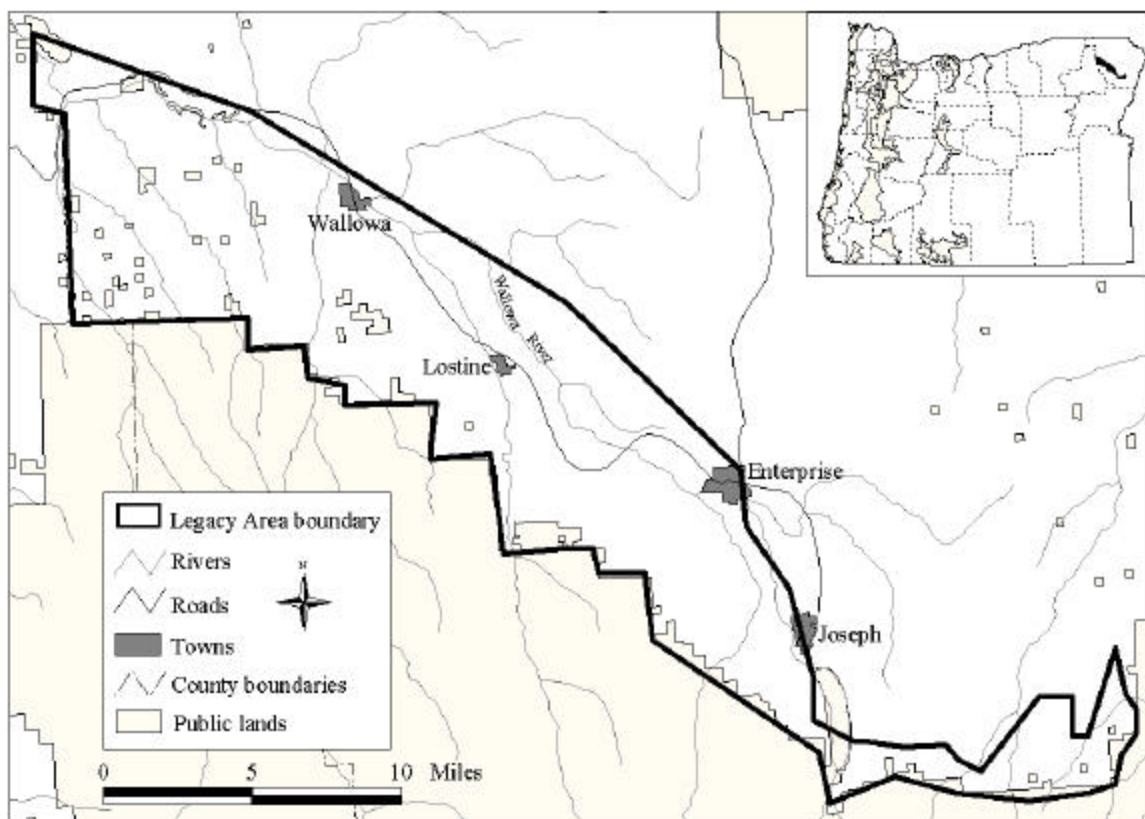 Wallowa
Wallowa River
Lostine
Enterprise
Joseph
Legacy Area boundary
Rivers
N
Roads
Towns
County boundaries
Public lands
0 5 10 Miles